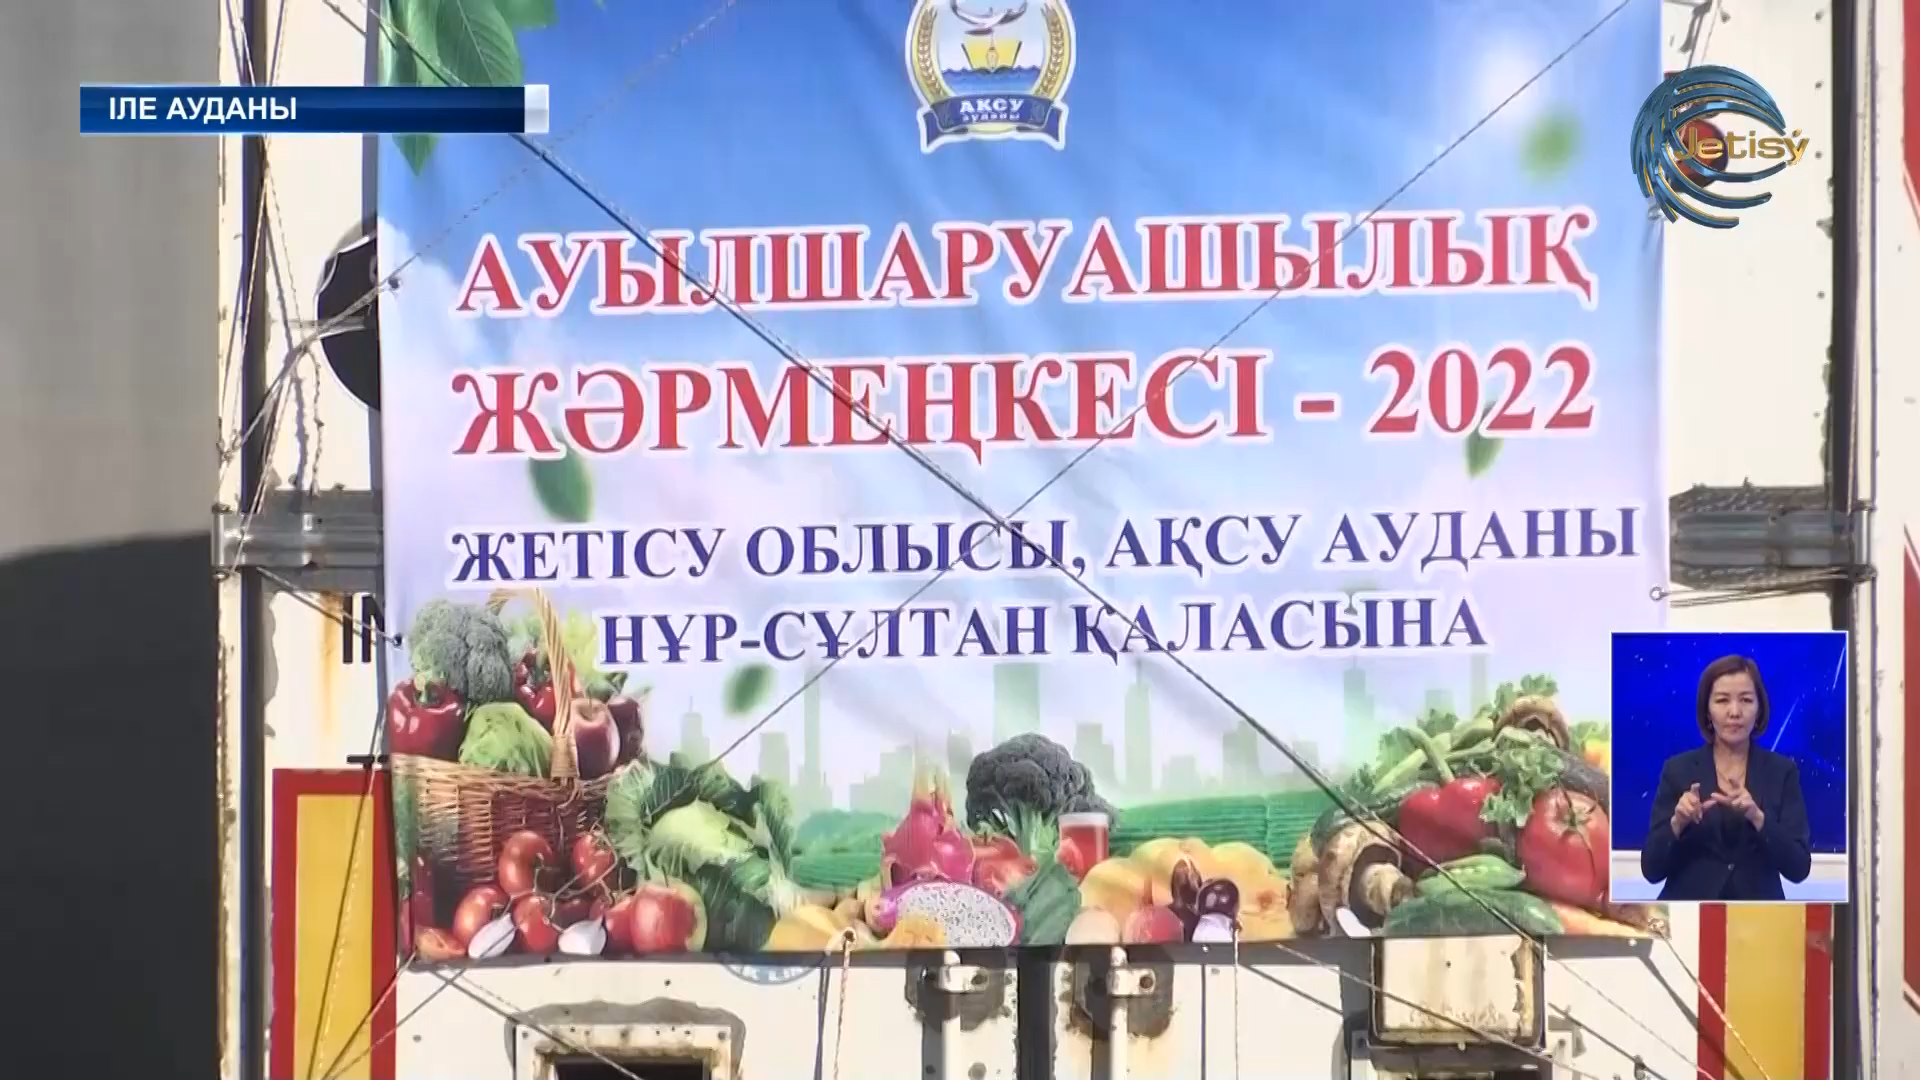 ІЛЕ АУДАНЫ
Jetisý
АҚСУ
ауданы
АУЫЛШАРУАШЫЛЫҚ
ЖӘРМЕҢКЕСІ - 2022
ЖЕТІСУ ОБЛЫСЫ, АҚСУ АУДАНЫ
НҰР-СҰЛТАН ҚАЛАСЫНА